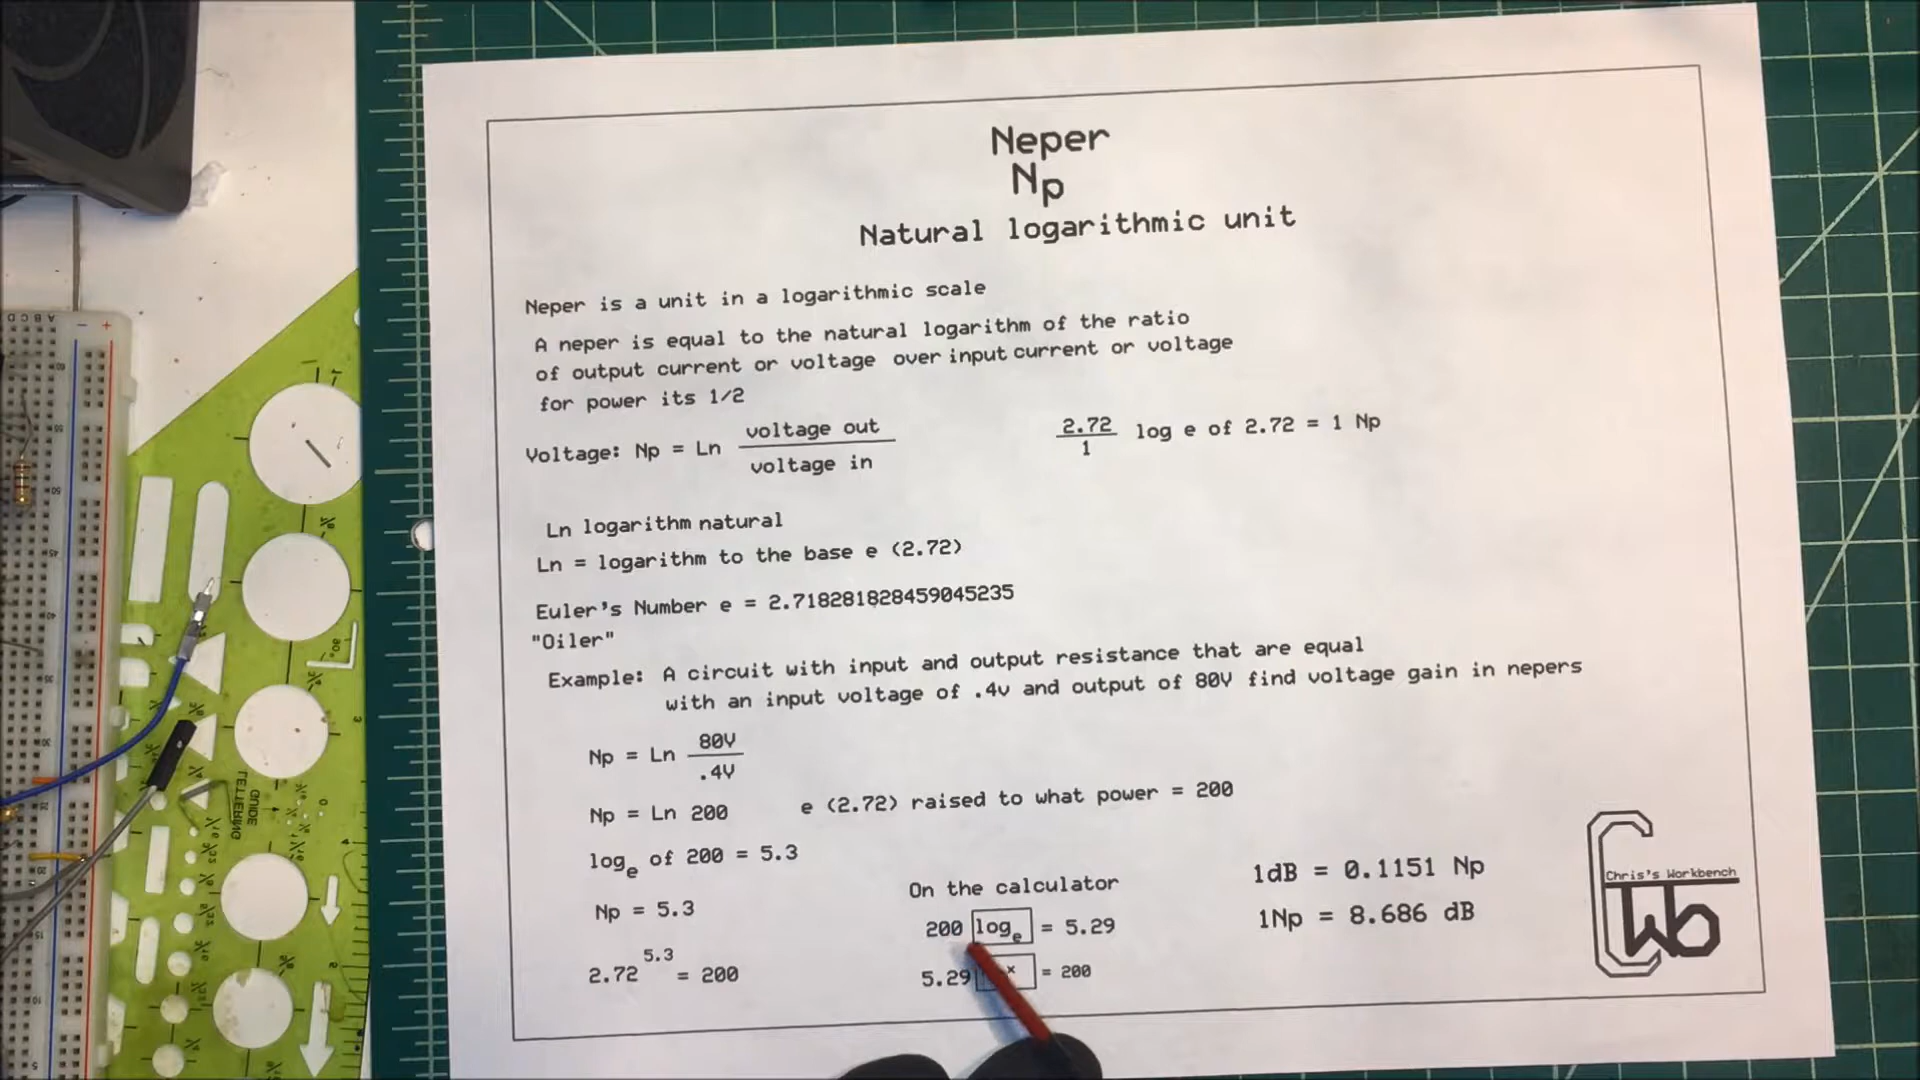 Neper
Np
Natural logarithmic unit
Neper is a unit in a logarithmic scale
A neper is equal to the natural logarithm of the ratio
of output current or voltage over input current or voltage
for power its 1/2
Voltage: Np = Ln voltage out
voltage in
2.72
1
log e of 2.72 = 1 Np
Ln logarithm natural
Ln = logarithm to the base e (2.72)
Euler's Number e = 2.718281828459045235
"Oiler"
Example: A circuit with input and output resistance that are equal
with an input voltage of .4v and output of 80V find voltage gain in nepers
Np = Ln 80V
.4V
Np = Ln 200
e (2.72) raised to what power = 200
loge of 200 = 5.3
Np = 5.3
2.72 5.3 = 200
On the calculator
200 loge = 5.29
5.29 x = 200
1dB = 0.1151 Np
1Np = 8.686 dB
Chris's Workbench
CWb
LETTERING
GUIDE